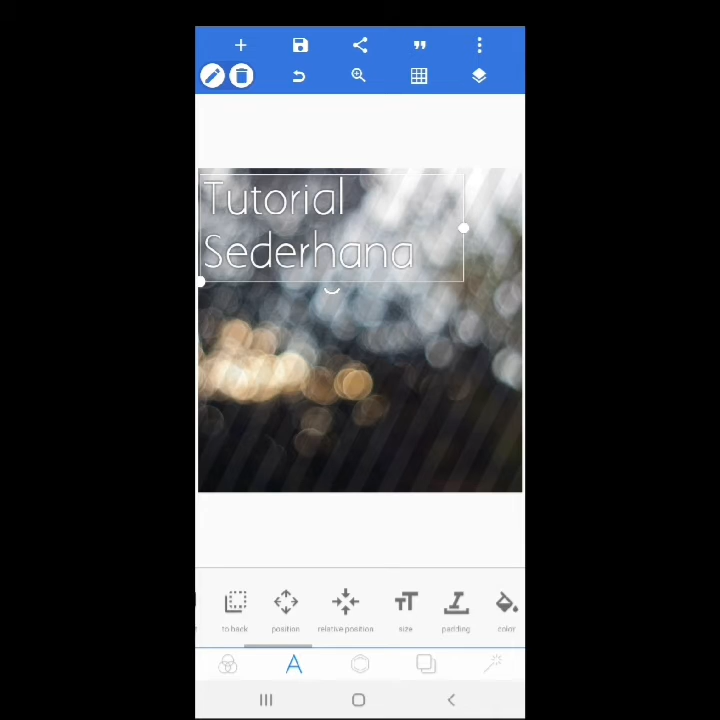 Tutorial
Sederhana
to back
position
relative position
size
padding
color